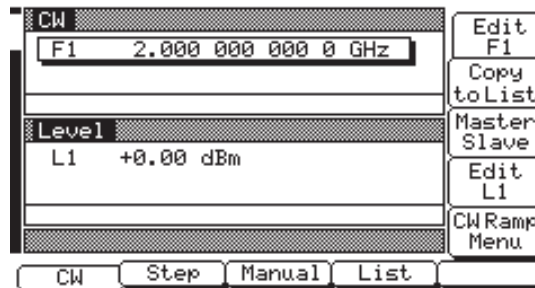 CW
F1 2.000 000 000 0 GHz
Level
L1 +0.00 dBm
Edit
F1
Copy
to List
Master-
Slave
Edit
L1
CW Ramp
Menu
CW Step Manual List